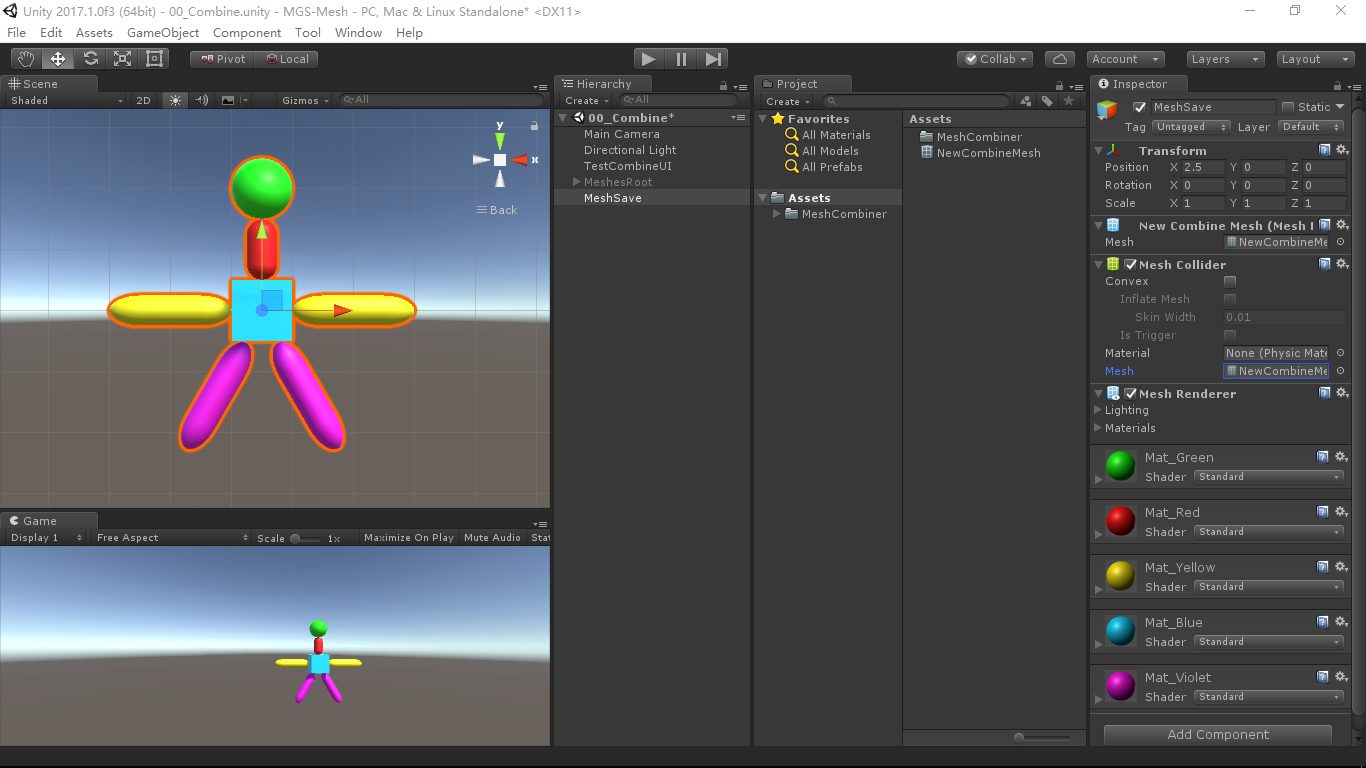 Unity 2017.1.0f3 (64bit) - 00_Combine.unity - MGS-Mesh - PC, Mac & Linux Standalone* <DX11>
File Edit Assets GameObject Component Tool Window Help
Pivot Local Collab Account Layers Layout
Scene
Shaded 2D Gizmos All
y
x
Back
Game
Display 1 Free Aspect Scale 1x Maximize On Play Mute Audio Stat
Hierarchy
Create All
00_Combine*
Main Camera
Directional Light
TestCombineUI
MeshesRoot
MeshSave
Project
Create
Favorites
All Materials
All Models
All Prefabs
Assets
MeshCombiner
Assets
MeshCombiner
NewCombineMesh
Inspector
MeshSave Static
Tag Untagged Layer Default
Transform
Position X 2.5 Y 0 Z 0
Rotation X 0 Y 0 Z 0
Scale X 1 Y 1 Z 1
New Combine Mesh (Mesh
Mesh NewCombineMe
Mesh Collider
Convex
Inflate Mesh
Skin Width 0.01
Is Trigger
Material None (Physic Mate
Mesh NewCombineMe
Mesh Renderer
Lighting
Materials
Mat_Green
Shader Standard
Mat_Red
Shader Standard
Mat_Yellow
Shader Standard
Mat_Blue
Shader Standard
Mat_Violet
Shader Standard
Add Component